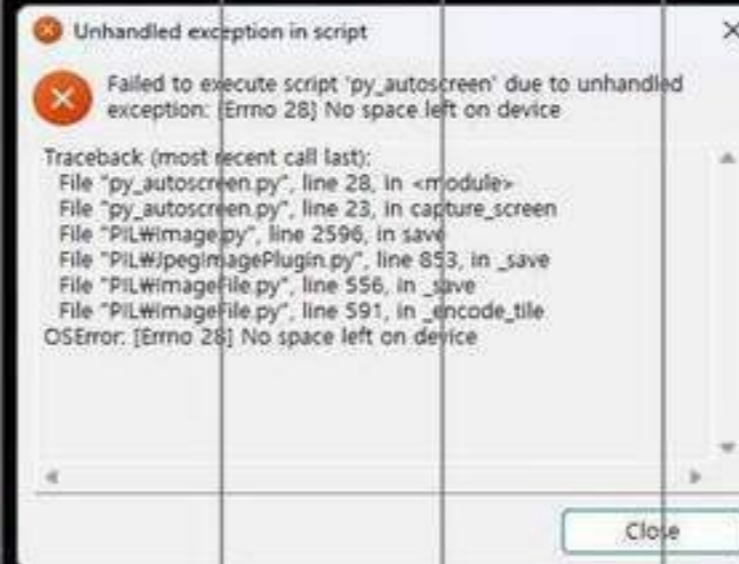 Unhandled exception in script
Failed to execute script 'py_autoscreen' due to unhandled
exception: [Errno 28] No space left on device
Traceback (most recent call last):
File "py_autoscreen.py", line 28, in <module>
File "py_autoscreen.py", line 23, in capture_screen
File "PIL₩Image.py", line 2596, in save
File "PIL₩JpegImagePlugin.py", line 853, in _save
File "PIL₩ImageFile.py", line 556, in _save
File "PIL₩ImageFile.py", line 591, in _encode_tile
OSError: [Errno 28] No space left on device
Close